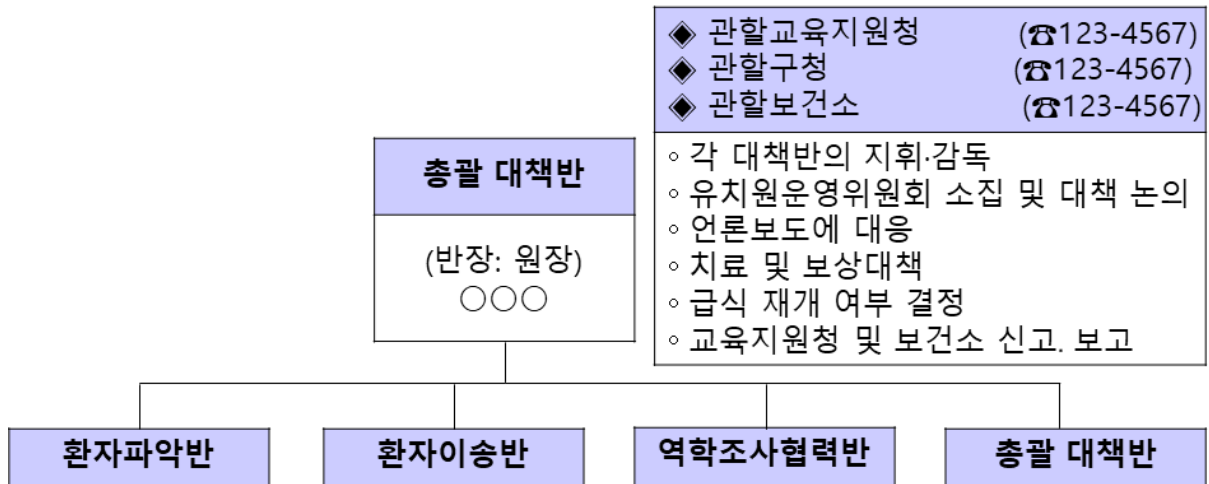 ◈ 관할교육지원청 (☎123-4567)
◈ 관할구청 (☎123-4567)
◈ 관할보건소 (☎123-4567)
총괄 대책반
(반장: 원장)
○○○
◦ 각 대책반의 지휘·감독
◦ 유치원운영위원회 소집 및 대책 논의
◦ 언론보도에 대응
◦ 치료 및 보상대책
◦ 급식 재개 여부 결정
◦ 교육지원청 및 보건소 신고. 보고
환자파악반
환자이송반
역학조사협력반
총괄 대책반